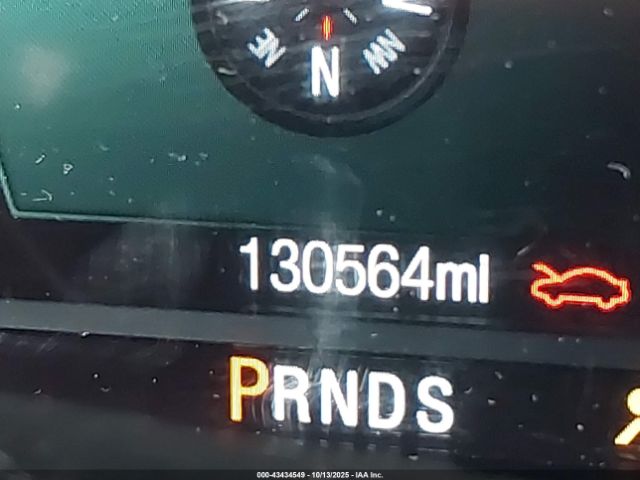 NE N NW
130564mi
PRNDS
000-43434549 - 10/13/2025 - IAA Inc.